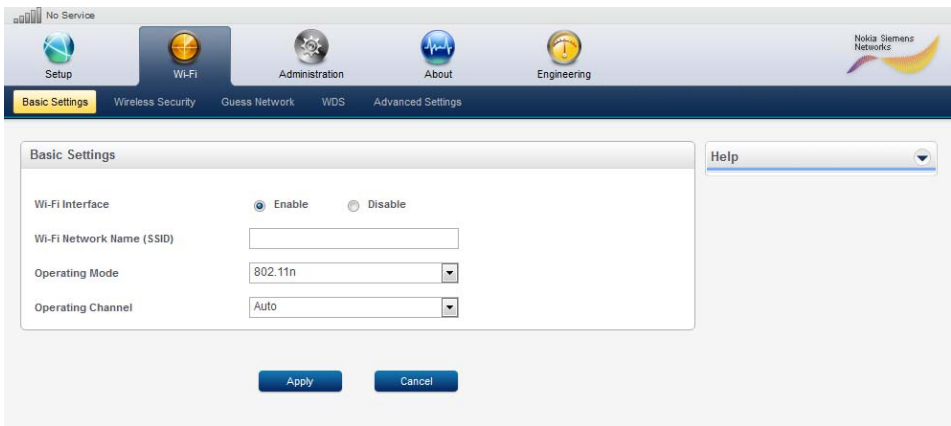 No Service
Setup
Wi-Fi
Administration
About
Engineering
Nokia Siemens
Networks
Basic Settings
Wireless Security
Guess Network
WDS
Advanced Settings
Basic Settings
Help
Wi-Fi Interface
Enable
Disable
Wi-Fi Network Name (SSID)
Operating Mode
802.11n
Operating Channel
Auto
Apply
Cancel